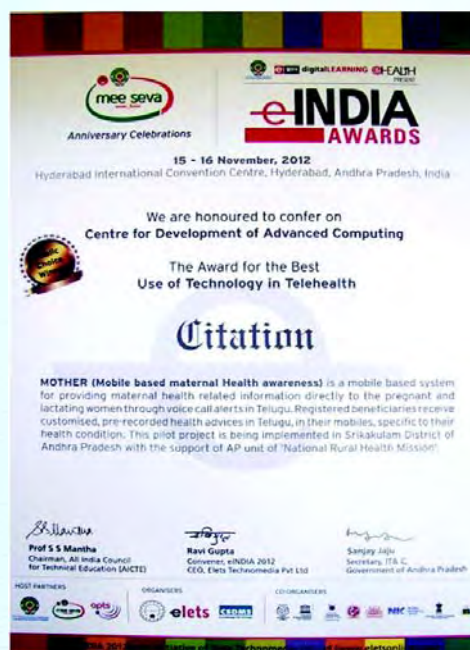 mee seva
Anniversary Celebrations
digitalLEARNING eHEALTH
PRESENT
eINDIA
AWARDS
15 - 16 November, 2012
Hyderabad International Convention Centre, Hyderabad, Andhra Pradesh, India
We are honoured to confer on
Centre for Development of Advanced Computing
Choice
The Award for the Best
Use of Technology in Telehealth
Citation
MOTHER (Mobile based maternal Health awareness) is a mobile based system
for providing maternal health related information directly to the pregnant and
lactating women through voice call alerts in Telugu. Registered beneficiaries receive
customised, pre-recorded health advices in Telugu, in their mobiles, specific to their
health condition. This pilot project is being implemented in Srikakulam District of
Andhra Pradesh with the support of AP unit of "National Rural Health Mission".
Prof S S Mantha
Chairman, All India Council
for Technical Education (AICTE)
Ravi Gupta
Convener, eINDIA 2012
CEO, Elets Technomedia Pvt Ltd
Sanjay Jaju
Secretary, IT& C,
Government of Andhra Pradesh
HOST PARTNERS
ORGANISERS
CO-ORGANISERS
mee seva
apts
elets
CSDMS
NIC